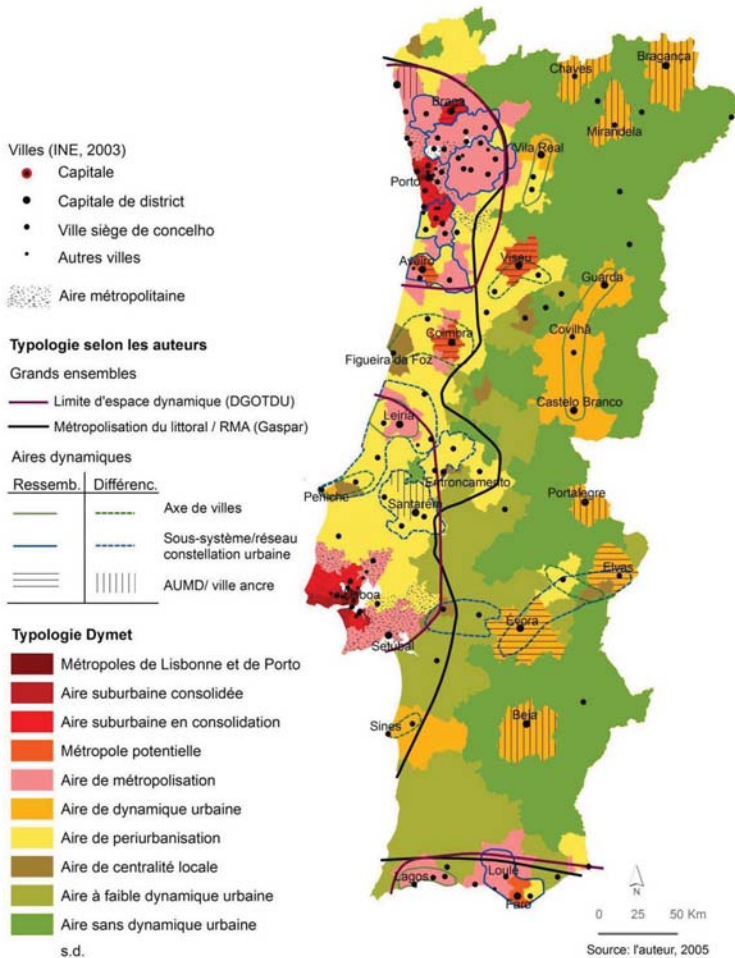 Villes (INE, 2003)
Capitale
Capitale de district
Ville siège de concelho
Autres villes
Aire métropolitaine
Typologie selon les auteurs
Grands ensembles
Limite d'espace dynamique (DGOTDU)
Métropolisation du littoral / RMA (Gaspar)
Aires dynamiques
Ressemb. Différenc.
Axe de villes
Sous-système/réseau
constellation urbaine
AUMD/ ville ancre
Typologie Dymet
Métropoles de Lisbonne et de Porto
Aire suburbaine consolidée
Aire suburbaine en consolidation
Métropole potentielle
Aire de métropolisation
Aire de dynamique urbaine
Aire de periurbanisation
Aire de centralité locale
Aire à faible dynamique urbaine
Aire sans dynamique urbaine
s.d.
Bragança
Chaves
Braga
Mirandela
Vila Real
Porto
Aveiro
Viseu
Guarda
Coimbra
Covilhã
Figueira da Foz
Castelo Branco
Leiria
Peniche
Entroncamento
Santarém
Portalegre
Elvas
Lisboa
Évora
Setúbal
Sines
Beja
Lagos
Loulé
Faro
N
0 25 50 Km
Source: l'auteur, 2005